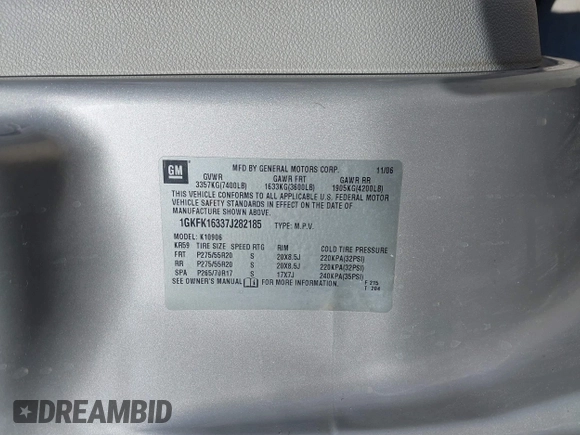 GM
MFD BY GENERAL MOTORS CORP. 11/06
GVWR GAWR FRT GAWR RR
3357KG(7400LB) 1633KG(3600LB) 1905KG(4200LB)
THIS VEHICLE CONFORMS TO ALL APPLICABLE U.S. FEDERAL MOTOR
VEHICLE SAFETY STANDARDS IN EFFECT ON THE DATE OF
MANUFACTURE SHOWN ABOVE.
1GKFK16337J282185 TYPE: M.P.V.
MODEL: K10906
KR59 TIRE SIZE SPEED RTG RIM COLD TIRE PRESSURE
FRT P275/55R20 S 20X8.5J 220KPA(32PSI)
RR P275/55R20 S 20X8.5J 220KPA(32PSI)
SPA P265/70R17 S 17X7J 240KPA(35PSI)
SEE OWNER'S MANUAL FOR MORE INFORMATION. F 215
T 204
DREAMBID